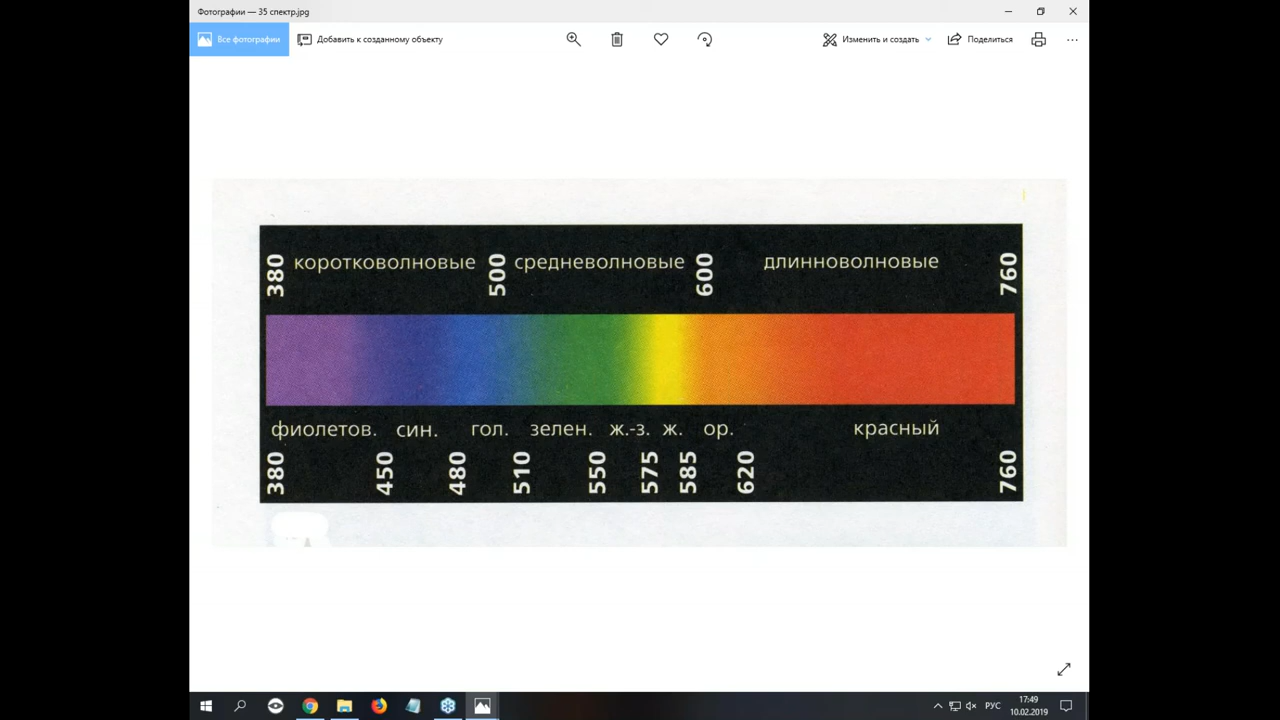 Фотографии — 35 спектр.jpg
Все фотографии
Добавить к созданному объекту
Изменить и создать
Поделиться
380 коротковолновые 500 средневолновые 600 длинноволновые 760
фиолетов. син. гол. зелен. ж.-з. ж. ор. красный
380 450 480 510 550 575 585 620 760
РУС
17:49
10.02.2019